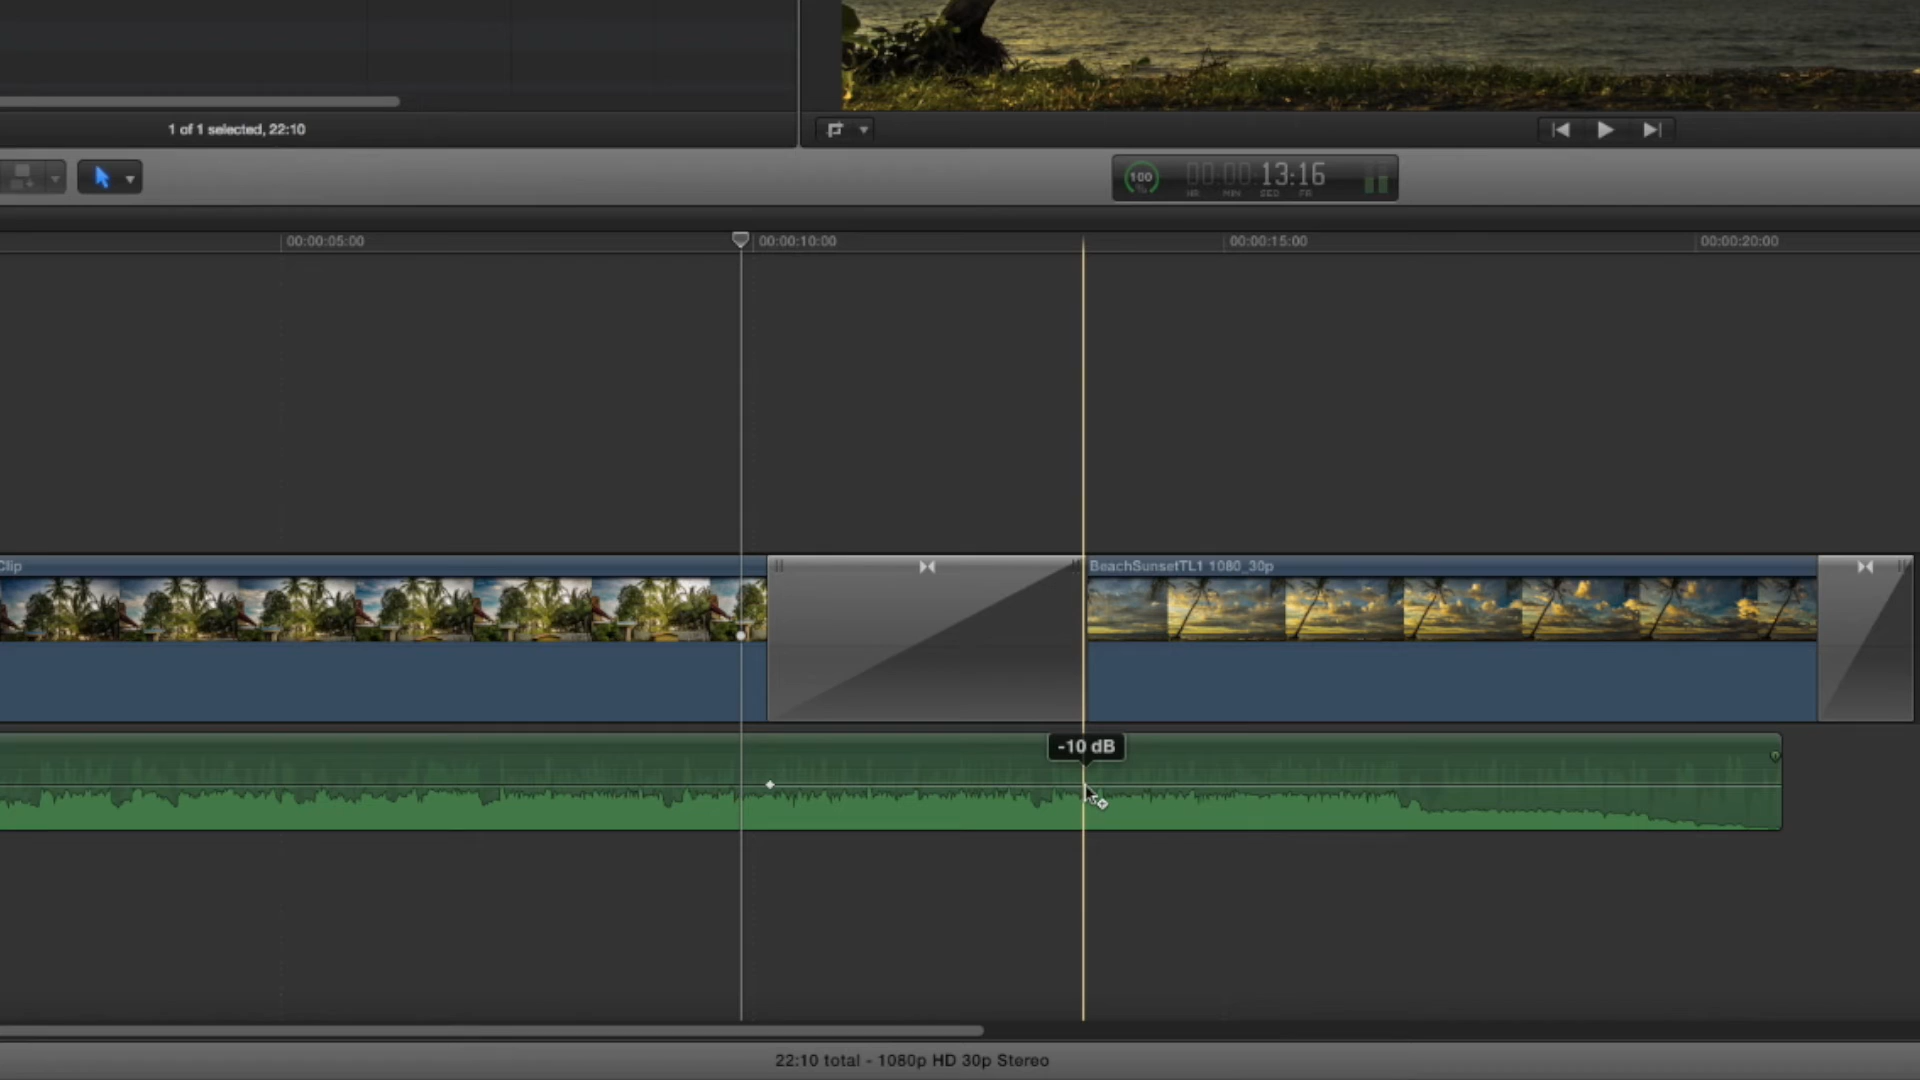 1 of 1 selected, 22:10
100
%
00:00:13:16
HR MIN SEC FR
00:00:05:00
00:00:10:00
00:00:15:00
00:00:20:00
Clip
BeachSunsetTL1 1080_30p
-10 dB
22:10 total - 1080p HD 30p Stereo